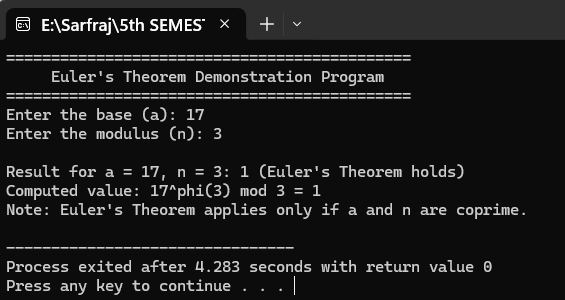 E:\Sarfraj\5th SEMEST
=============================================
Euler's Theorem Demonstration Program
=============================================
Enter the base (a): 17
Enter the modulus (n): 3
Result for a = 17, n = 3: 1 (Euler's Theorem holds)
Computed value: 17^phi(3) mod 3 = 1
Note: Euler's Theorem applies only if a and n are coprime.
--------------------------------
Process exited after 4.283 seconds with return value 0
Press any key to continue . . .